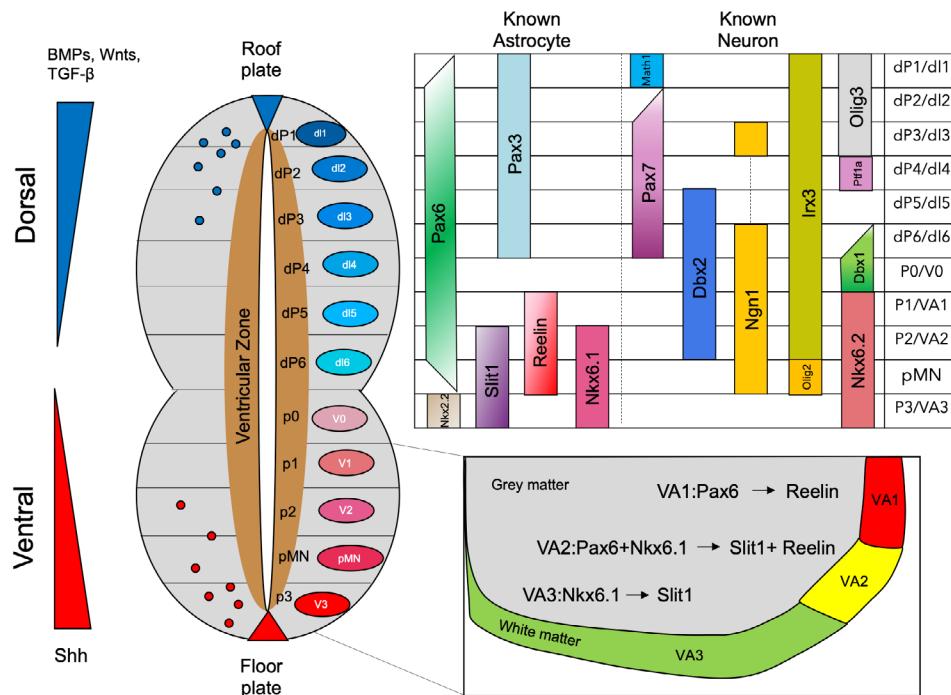 BMPs, Wnts,
TGF-β
Dorsal
Ventral
Shh
Roof
plate
Ventricular Zone
dP1
dI1
dP2
dI2
dP3
dI3
dP4
dI4
dP5
dI5
dP6
dI6
p0
V0
p1
V1
p2
V2
pMN
pMN
p3
V3
Floor
plate
Known
Astrocyte
Known
Neuron
Pax6
Nkx2.2
Pax3
Slit1
Reelin
Nkx6.1
Math1
Pax7
Dbx2
Ngn1
Irx3
Olig2
Olig3
Ptf1a
Dbx1
Nkx6.2
dP1/dI1
dP2/dI2
dP3/dI3
dP4/dI4
dP5/dI5
dP6/dI6
P0/V0
P1/VA1
P2/VA2
pMN
P3/VA3
Grey matter
VA1:Pax6 → Reelin
VA2:Pax6+Nkx6.1 → Slit1+ Reelin
VA3:Nkx6.1 → Slit1
White matter
VA1
VA2
VA3